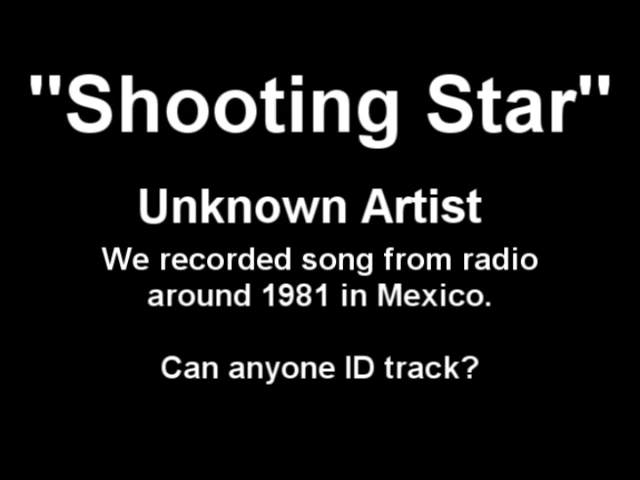 "Shooting Star"
Unknown Artist
We recorded song from radio
around 1981 in Mexico.
Can anyone ID track?